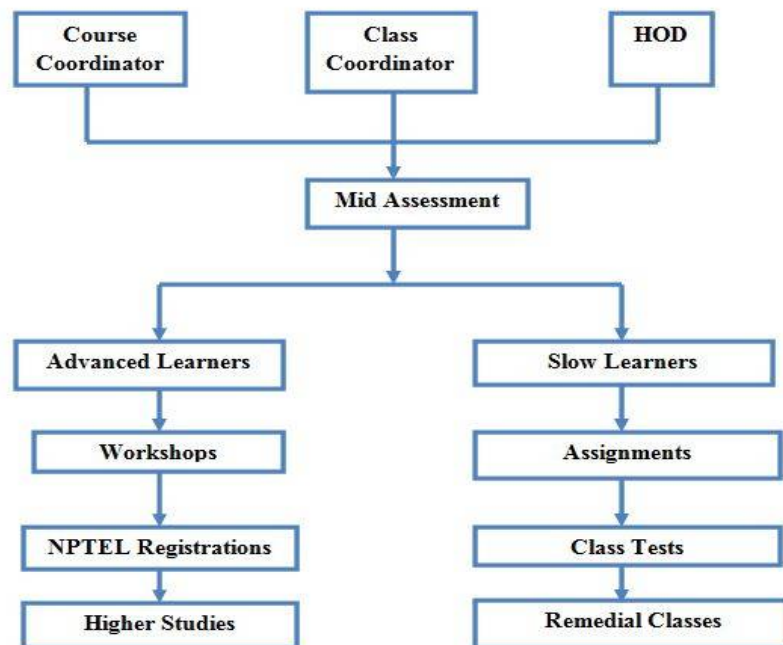 Course
Coordinator
Class
Coordinator
HOD
Mid Assessment
Advanced Learners
Slow Learners
Workshops
Assignments
NPTEL Registrations
Class Tests
Higher Studies
Remedial Classes